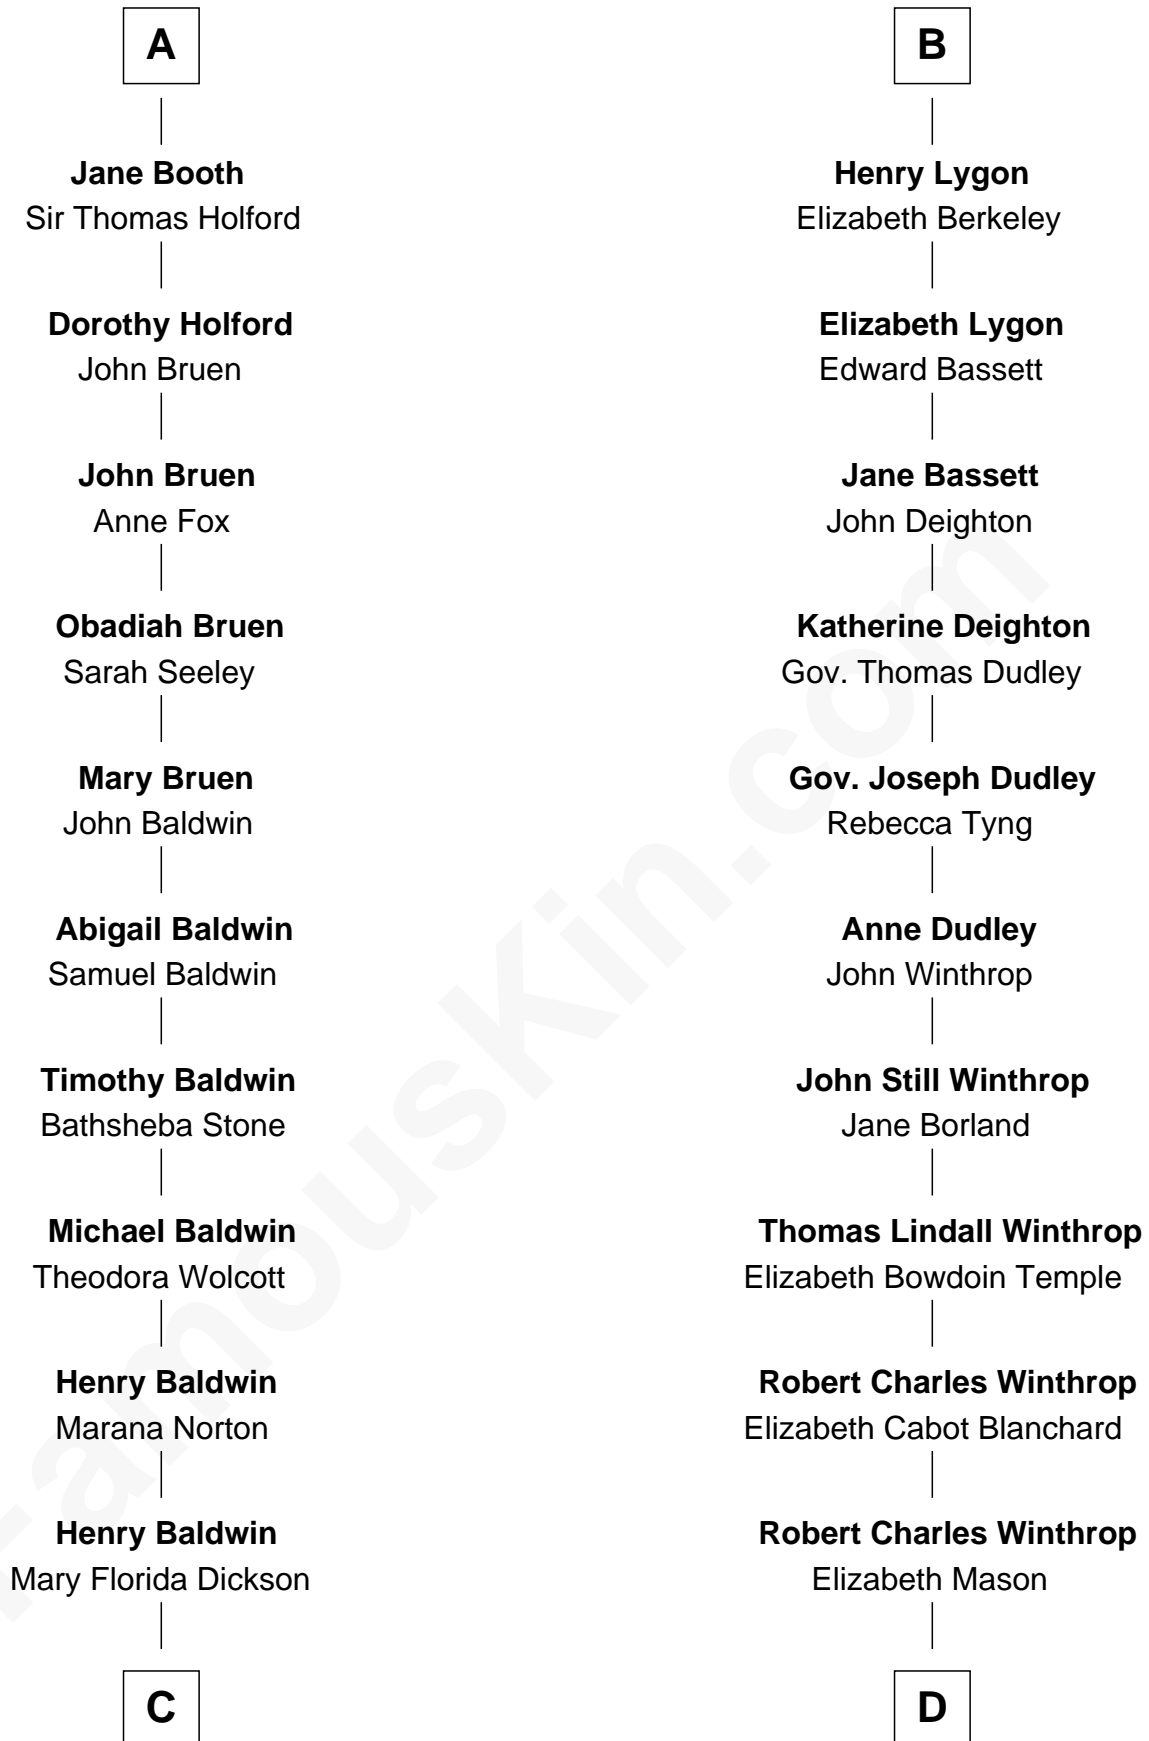 A
Jane Booth
Sir Thomas Holford
Dorothy Holford
John Bruen
John Bruen
Anne Fox
Obadiah Bruen
Sarah Seeley
Mary Bruen
John Baldwin
Abigail Baldwin
Samuel Baldwin
Timothy Baldwin
Bathsheba Stone
Michael Baldwin
Theodora Wolcott
Henry Baldwin
Marana Norton
Henry Baldwin
Mary Florida Dickson
C
B
Henry Lygon
Elizabeth Berkeley
Elizabeth Lygon
Edward Bassett
Jane Bassett
John Deighton
Katherine Deighton
Gov. Thomas Dudley
Gov. Joseph Dudley
Rebecca Tyng
Anne Dudley
John Winthrop
John Still Winthrop
Jane Borland
Thomas Lindall Winthrop
Elizabeth Bowdoin Temple
Robert Charles Winthrop
Elizabeth Cabot Blanchard
Robert Charles Winthrop
Elizabeth Mason
D
FamousKin.com